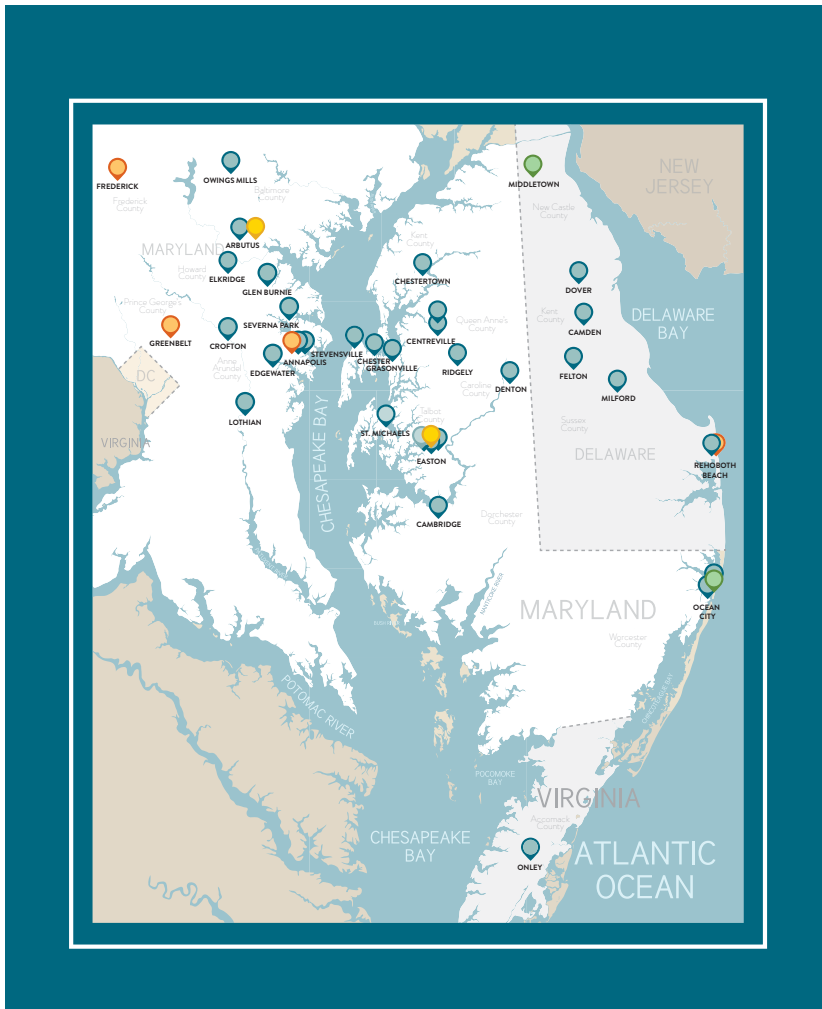 OWINGS MILLS
FREDERICK
MIDDLETOWN
NEW
JERSEY
Baltimore
County
Frederick
County
New Castle
County
ARBUTUS
MARYLAND
Kent
County
Howard
County
ELKRIDGE
GLEN BURNIE
CHESTERTOWN
DOVER
Prince George's
County
SEVERNA PARK
Queen Anne's
County
Kent
County
DELAWARE
BAY
GREENBELT
CROFTON
CENTREVILLE
CAMDEN
STEVENSVILLE
ANNAPOLIS
CHESTER
GRASONVILLE
EDGEWATER
Anne
Arundel
County
RIDGELY
FELTON
DC
Caroline
County
DENTON
MILFORD
LOTHIAN
Talbot
County
ST. MICHAELS
Sussex
County
VIRGINIA
CHESAPEAKE BAY
EASTON
DELAWARE
REHOBOTH
BEACH
CAMBRIDGE
Dorchester
County
NANTICOKE RIVER
MARYLAND
OCEAN
CITY
Worcester
County
POTOMAC RIVER
CHINCOTEAGUE BAY
POCOMOKE
BAY
VIRGINIA
Accomack
County
CHESAPEAKE
BAY
ONLEY
ATLANTIC
OCEAN